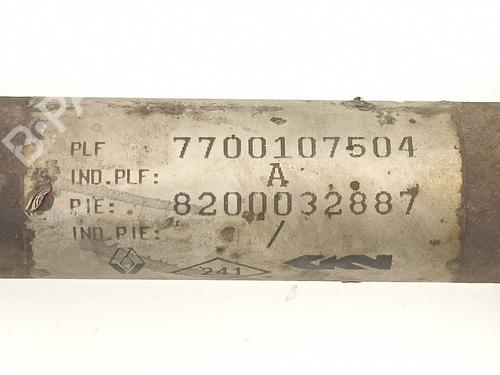 PLF 7700107504
IND.PLF: A
PIE: 8200032887
IND.PIE: /
241
GKN